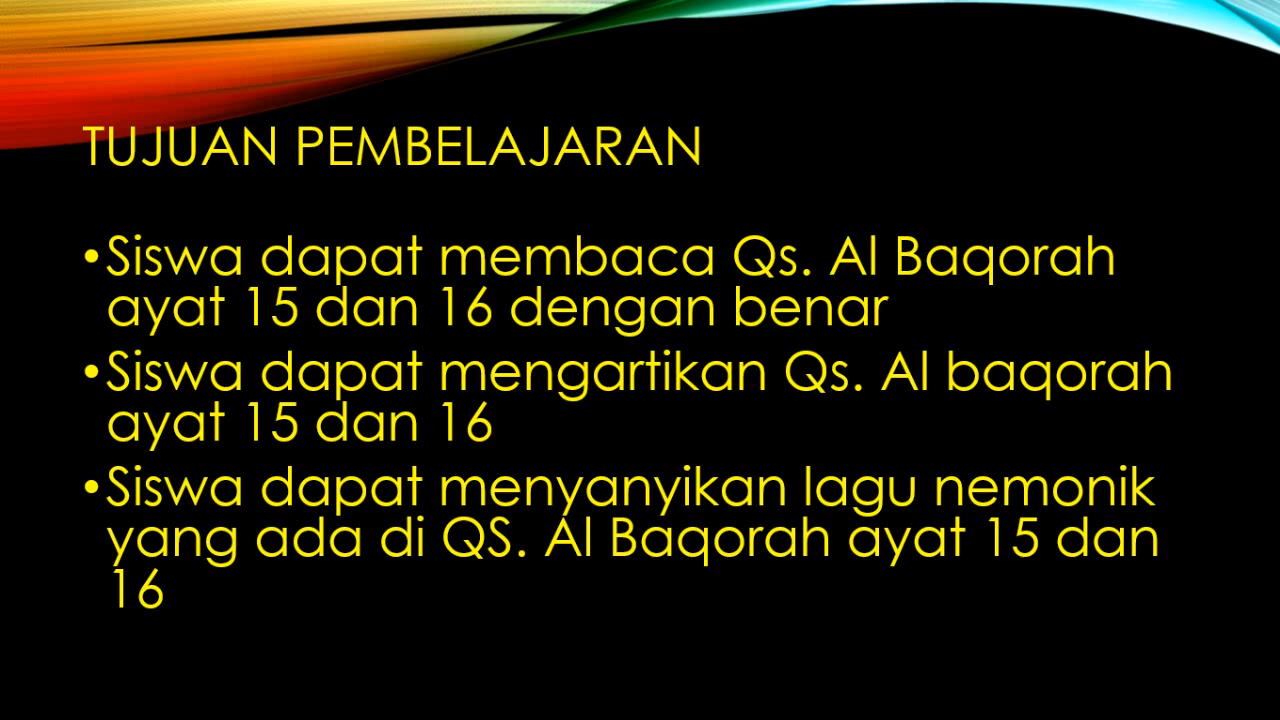 TUJUAN PEMBELAJARAN
•Siswa dapat membaca Qs. Al Baqorah
ayat 15 dan 16 dengan benar
•Siswa dapat mengartikan Qs. Al baqorah
ayat 15 dan 16
•Siswa dapat menyanyikan lagu nemonik
yang ada di QS. Al Baqorah ayat 15 dan
16